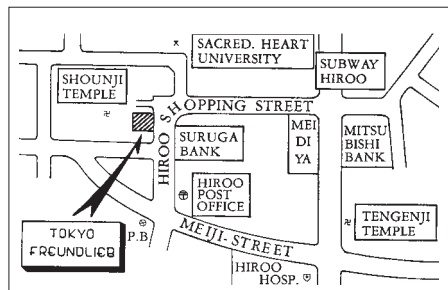 SACRED. HEART
UNIVERSITY
SUBWAY
HIROO
SHOUNJI
TEMPLE
HIROO SHOPPING STREET
SURUGA
BANK
MEI
DI
YA
MITSU
BISHI
BANK
HIROO
POST
OFFICE
TOKYO
FREUNDLIEB
P.B
MEIJI-STREET
TENGENJI
TEMPLE
HIROO
HOSP.